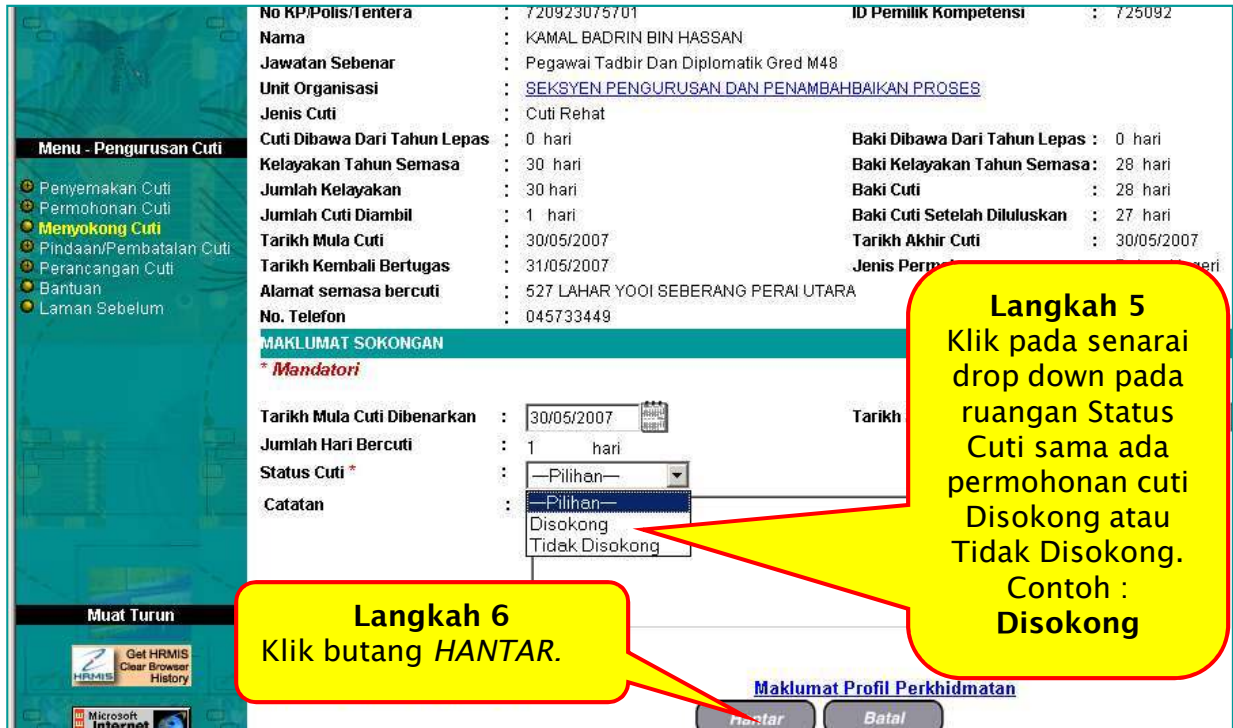 No KP/Polis/Tentera : 720923075701 ID Pemilik Kompetensi : 725092
Nama : KAMAL BADRIN BIN HASSAN
Jawatan Sebenar : Pegawai Tadbir Dan Diplomatik Gred M48
Unit Organisasi : SEKSYEN PENGURUSAN DAN PENAMBAHBAIKAN PROSES
Jenis Cuti : Cuti Rehat
Cuti Dibawa Dari Tahun Lepas : 0 hari Baki Dibawa Dari Tahun Lepas : 0 hari
Kelayakan Tahun Semasa : 30 hari Baki Kelayakan Tahun Semasa : 28 hari
Jumlah Kelayakan : 30 hari Baki Cuti : 28 hari
Jumlah Cuti Diambil : 1 hari Baki Cuti Setelah Diluluskan : 27 hari
Tarikh Mula Cuti : 30/05/2007 Tarikh Akhir Cuti : 30/05/2007
Tarikh Kembali Bertugas : 31/05/2007 Jenis
Alamat semasa bercuti : 527 LAHAR YOOI SEBERANG PERAI UTARA
No. Telefon : 045733449
MAKLUMAT SOKONGAN
* Mandatori
Tarikh Mula Cuti Dibenarkan : 30/05/2007 Tarikh
Jumlah Hari Bercuti : 1 hari
Status Cuti * : —Pilihan—
Catatan :
—Pilihan—
Disokong
Tidak Disokong
Maklumat Profil Perkhidmatan
Hantar Batal
Menu - Pengurusan Cuti
Penyemakan Cuti
Permohonan Cuti
Menyokong Cuti
Pindaan/Pembatalan Cuti
Perancangan Cuti
Bantuan
Laman Sebelum
Muat Turun
HRMIS
Get HRMIS
Clear Browser
History
Microsoft
Internet
Langkah 5
Klik pada senarai
drop down pada
ruangan Status
Cuti sama ada
permohonan cuti
Disokong atau
Tidak Disokong.
Contoh :
Disokong
Langkah 6
Klik butang HANTAR.